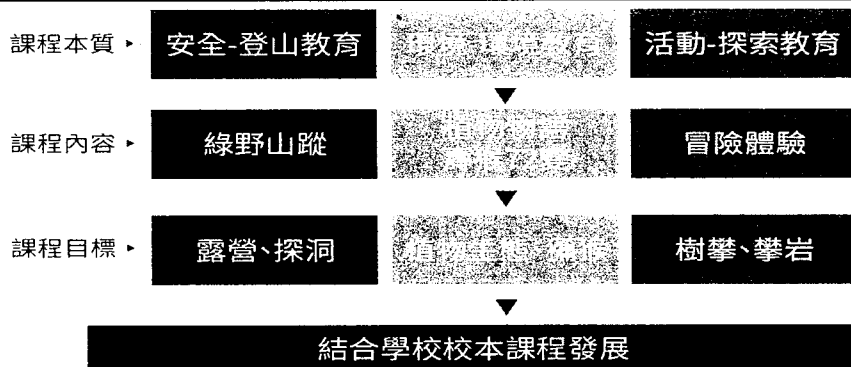 課程本質 ▸ 安全-登山教育 活動-探索教育
課程內容 ▸ 綠野山蹤 冒險體驗
課程目標 ▸ 露營、探洞 樹攀、攀岩
結合學校校本課程發展